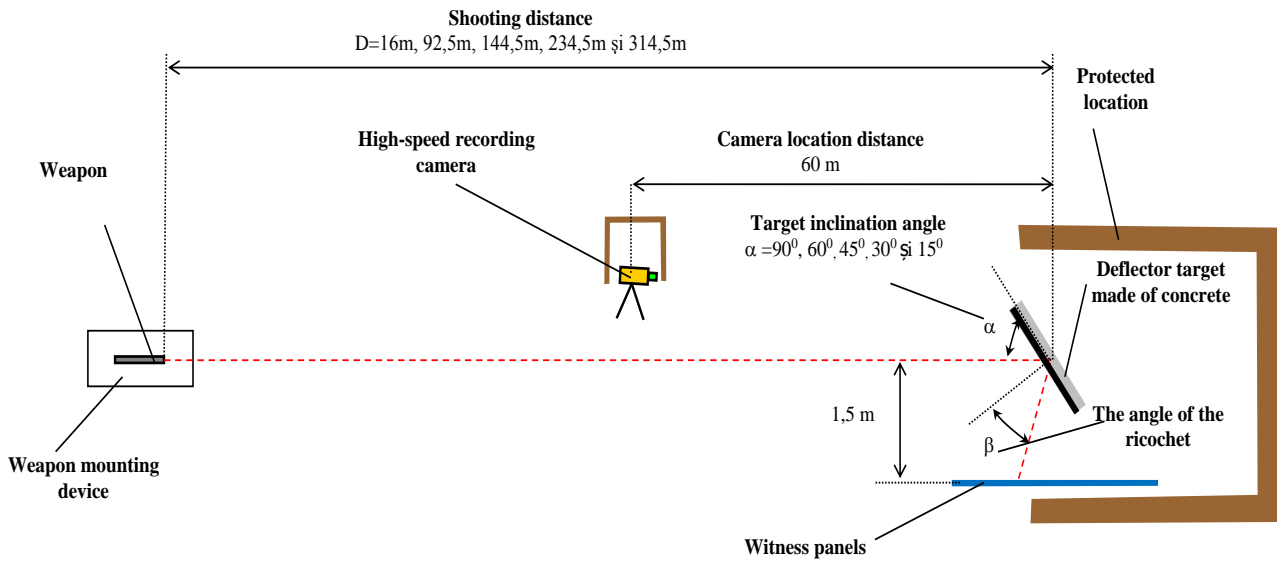 Shooting distance
D=16m, 92,5m, 144,5m, 234,5m şi 314,5m
Protected
location
High-speed recording
camera
Camera location distance
60 m
Weapon
Target inclination angle
α =90⁰, 60⁰, 45⁰, 30⁰ şi 15⁰
Deflector target
made of concrete
α
1,5 m
The angle of the
ricochet
β
Weapon mounting
device
Witness panels